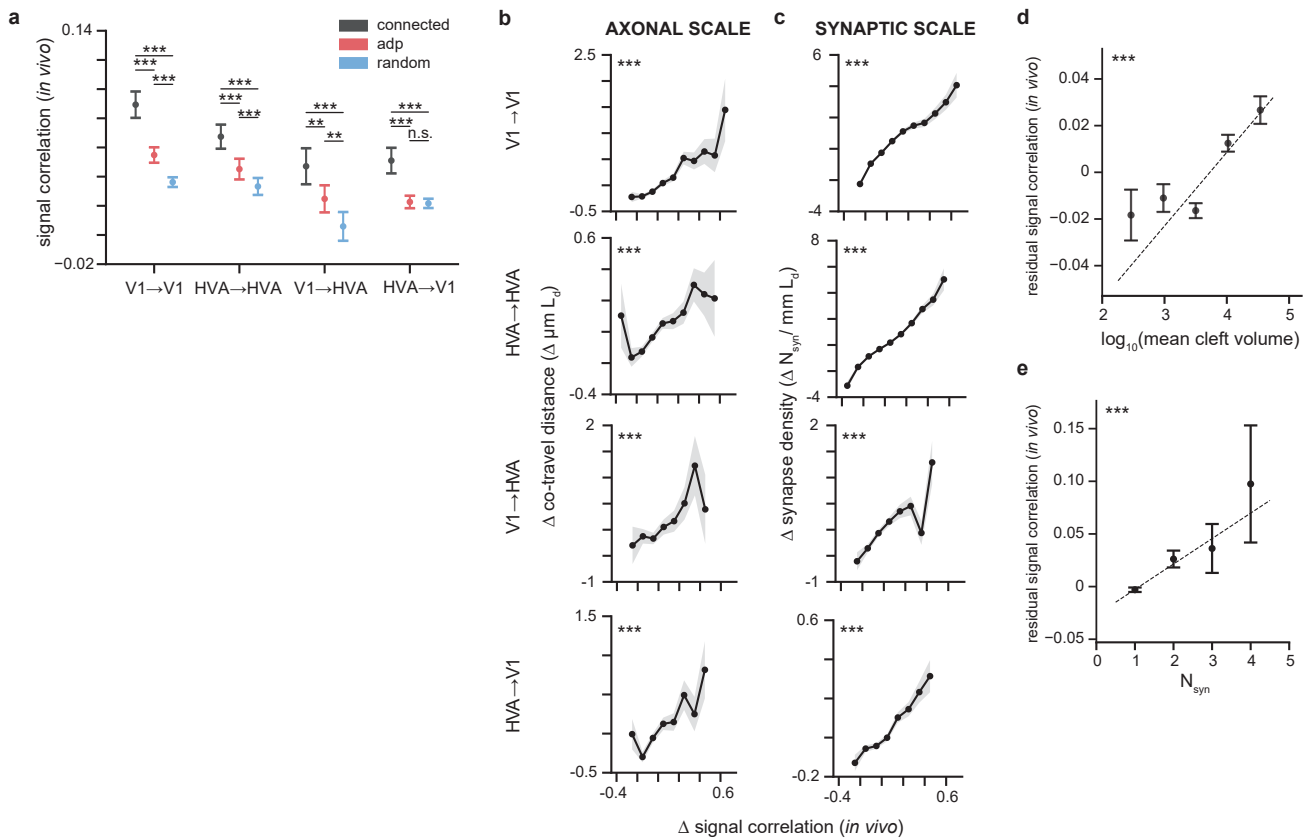 a
0.14
−0.02
signal correlation (in vivo)
connected
adp
random
*** *** ***
*** *** ***
*** ** **
*** *** n.s.
V1→V1 HVA→HVA V1→HVA HVA→V1
b
AXONAL SCALE
c
SYNAPTIC SCALE
V1→V1
2.5
-0.5
***
6
-4
***
HVA→HVA
0.6
-0.4
***
8
-4
***
V1→HVA
2
-1
***
***
HVA→V1
1.5
-0.5
***
0.6
-0.2
***
-0.4 0.6
-0.4 0.6
Δ co-travel distance (Δ μm Ld)
Δ synapse density (Δ Nsyn/ mm Ld)
Δ signal correlation (in vivo)
d
***
residual signal correlation (in vivo)
0.04
0.02
0
−0.02
−0.04
2 3 4 5
log10(mean cleft volume)
e
***
residual signal correlation (in vivo)
0.15
0.10
0.05
0
−0.05
0 1 2 3 4 5
Nsyn